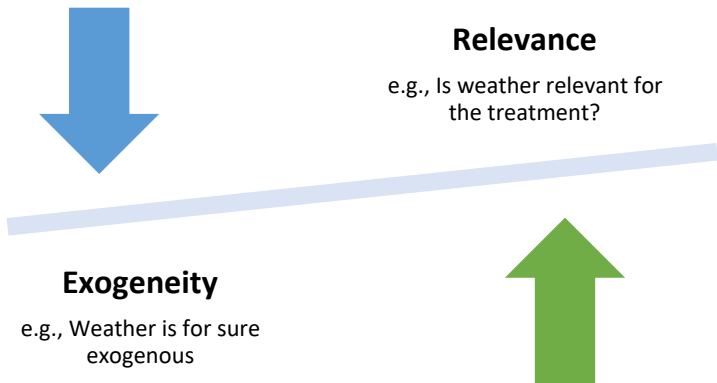 Relevance
e.g., Is weather relevant for
the treatment?
Exogeneity
e.g., Weather is for sure
exogenous